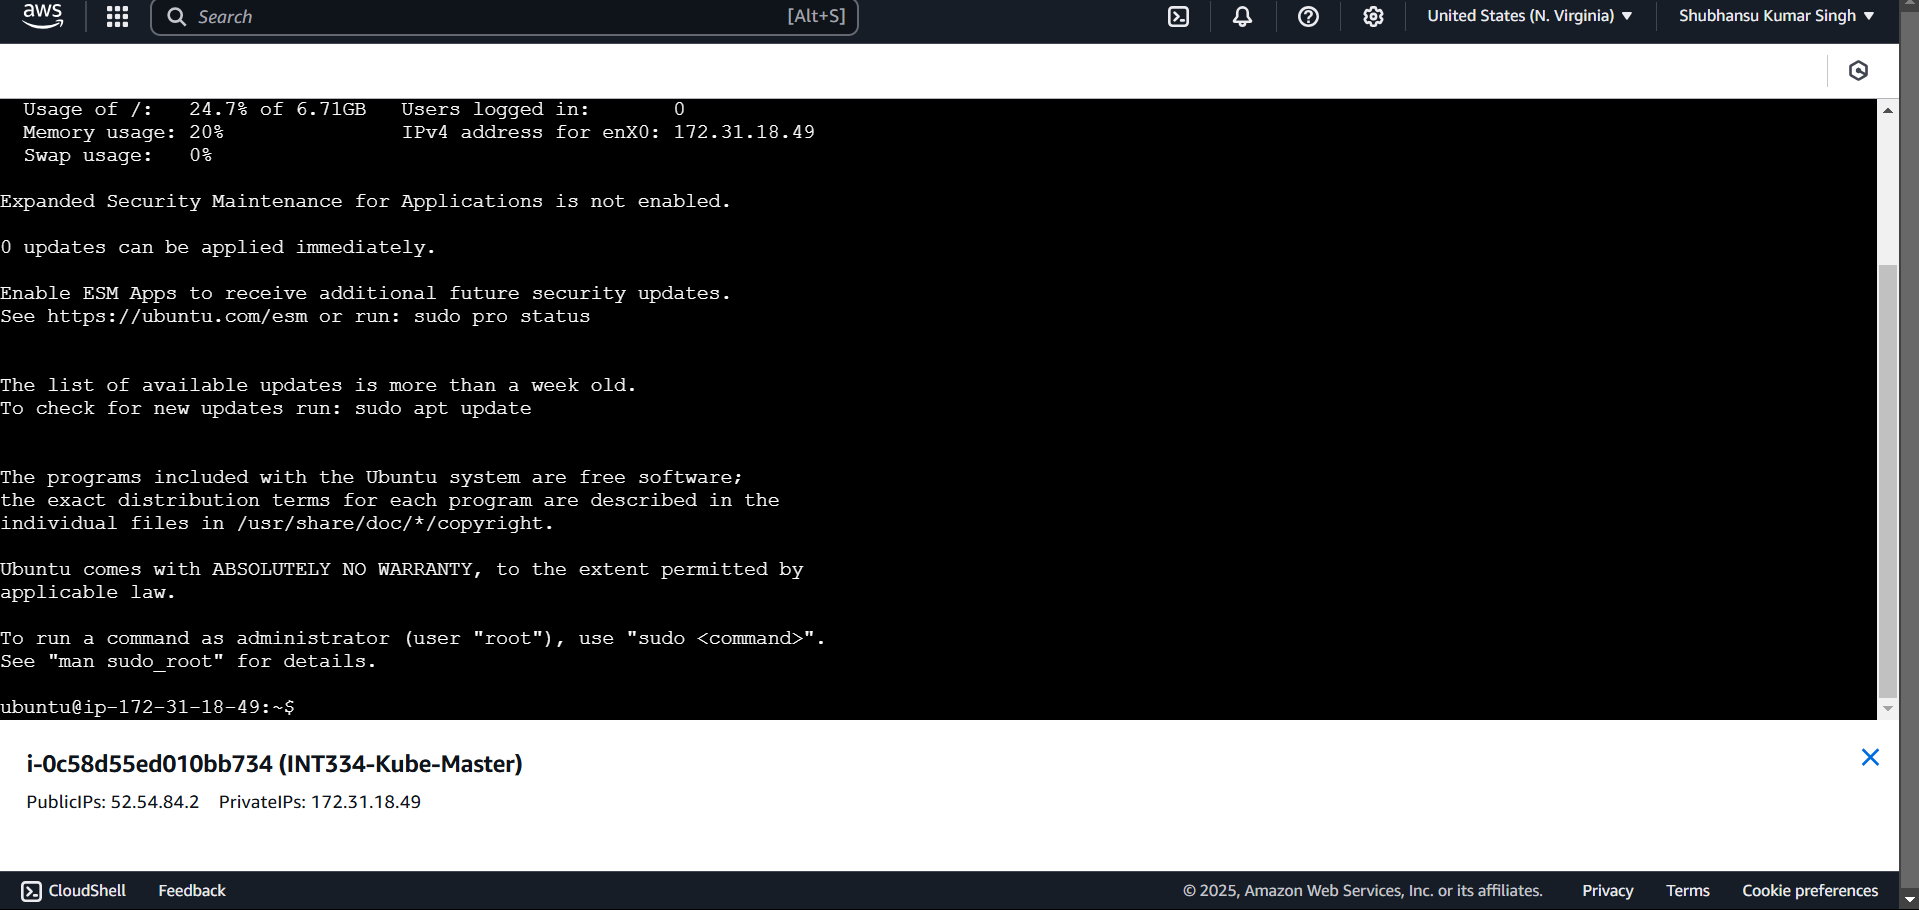 aws
Search [Alt+S]
United States (N. Virginia)
Shubhansu Kumar Singh
Usage of /: 24.7% of 6.71GB Users logged in: 0
Memory usage: 20% IPv4 address for enX0: 172.31.18.49
Swap usage: 0%
Expanded Security Maintenance for Applications is not enabled.
0 updates can be applied immediately.
Enable ESM Apps to receive additional future security updates.
See https://ubuntu.com/esm or run: sudo pro status
The list of available updates is more than a week old.
To check for new updates run: sudo apt update
The programs included with the Ubuntu system are free software;
the exact distribution terms for each program are described in the
individual files in /usr/share/doc/*/copyright.
Ubuntu comes with ABSOLUTELY NO WARRANTY, to the extent permitted by
applicable law.
To run a command as administrator (user "root"), use "sudo <command>".
See "man sudo_root" for details.
ubuntu@ip-172-31-18-49:~$
i-0c58d55ed010bb734 (INT334-Kube-Master)
PublicIPs: 52.54.84.2 PrivateIPs: 172.31.18.49
CloudShell Feedback © 2025, Amazon Web Services, Inc. or its affiliates. Privacy Terms Cookie preferences